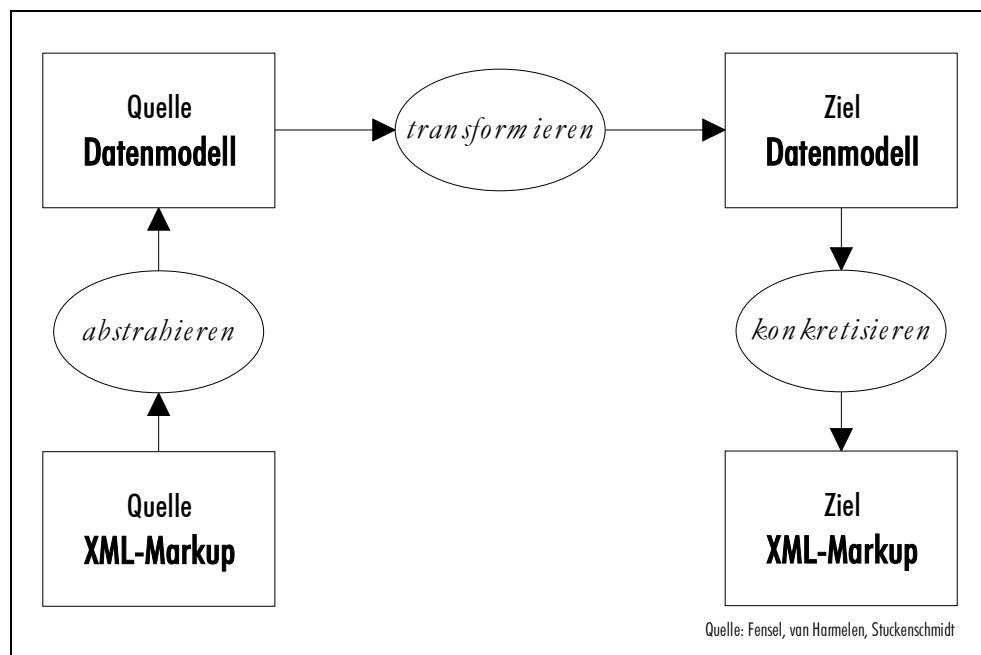 Quelle
Datenmodell
transformieren
Ziel
Datenmodell
abstrahieren
konkretisieren
Quelle
XML-Markup
Ziel
XML-Markup
Quelle: Fensel, van Harmelen, Stuckenschmidt